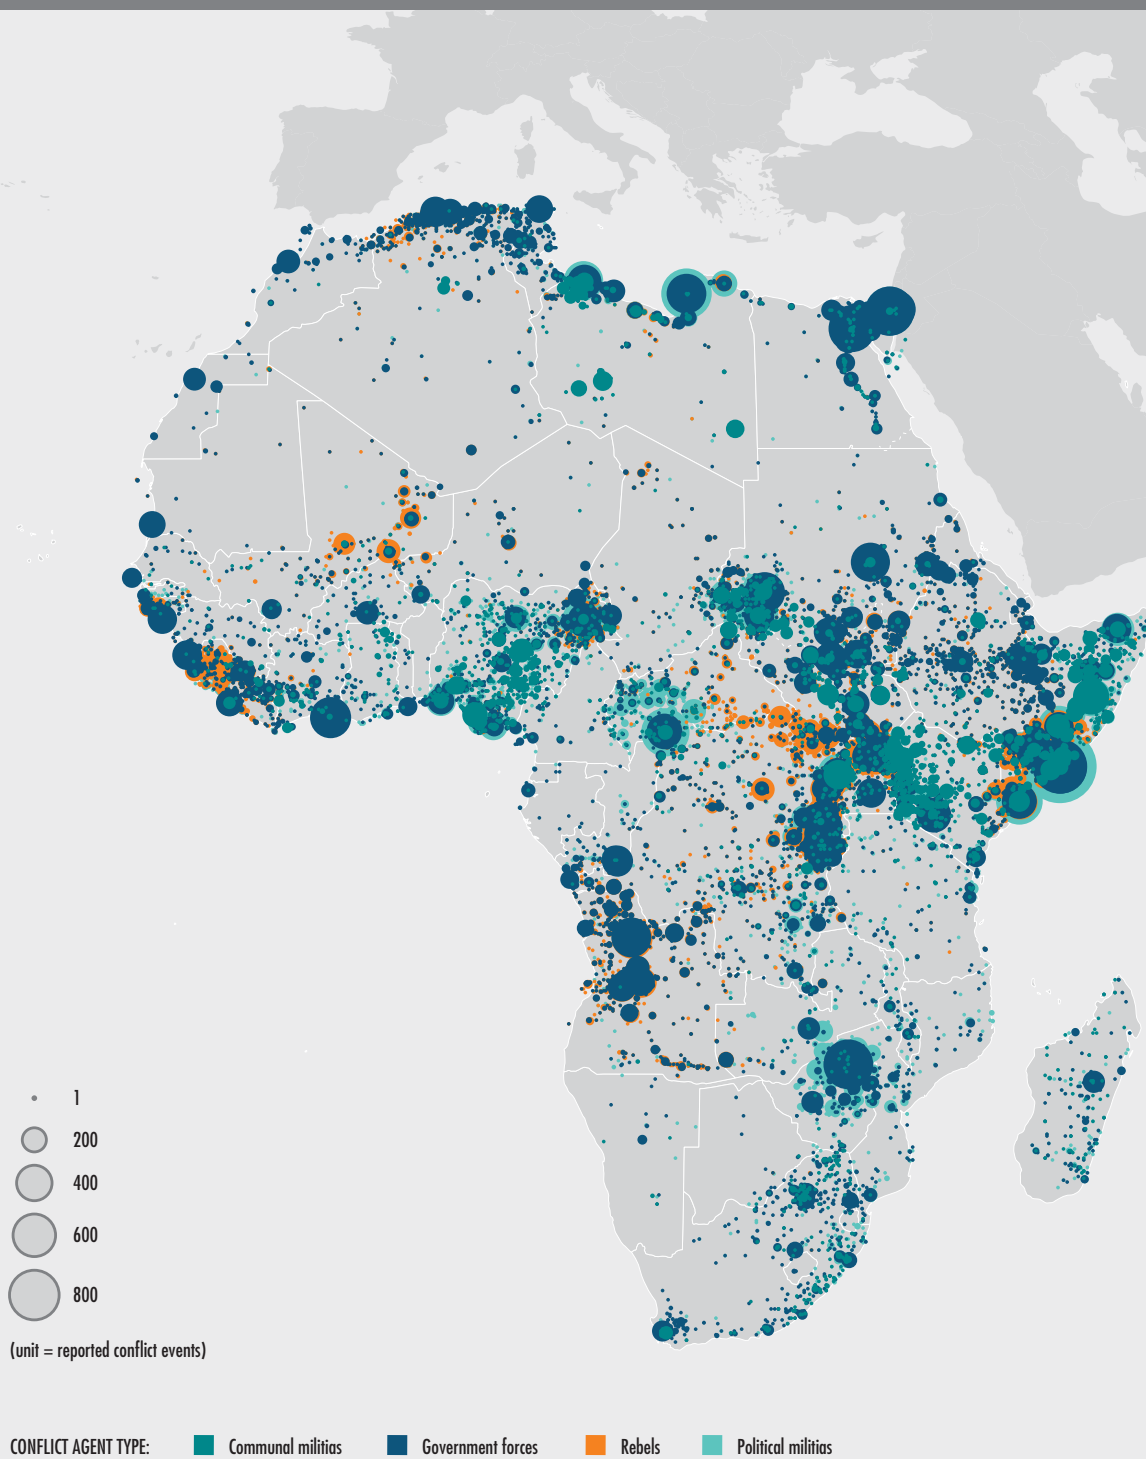 1
200
400
600
800
(unit = reported conflict events)
CONFLICT AGENT TYPE: Communal militias Government forces Rebels Political militias